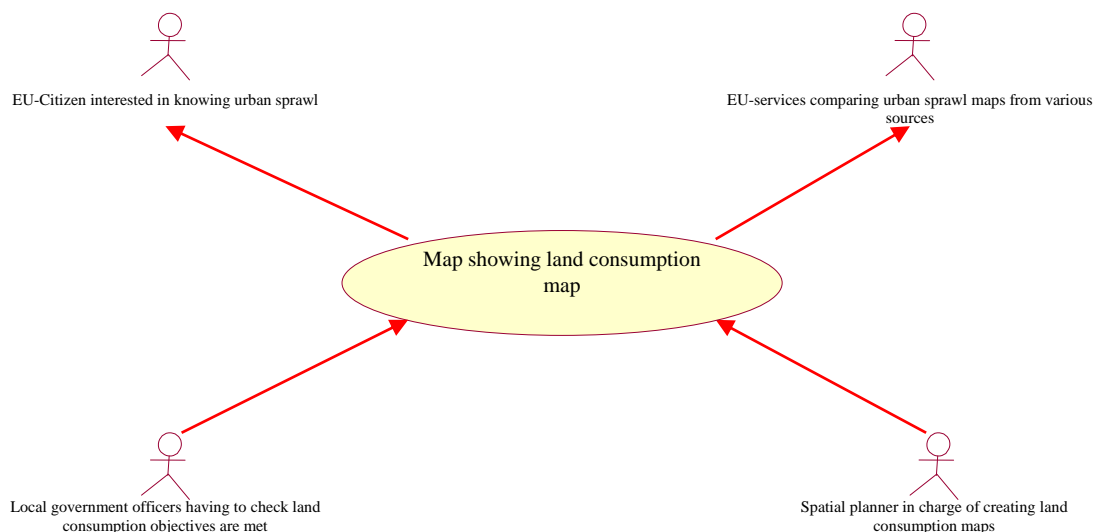 EU-Citizen interested in knowing urban sprawl
EU-services comparing urban sprawl maps from various
sources
Map showing land consumption
map
Local government officers having to check land
consumption objectives are met
Spatial planner in charge of creating land
consumption maps